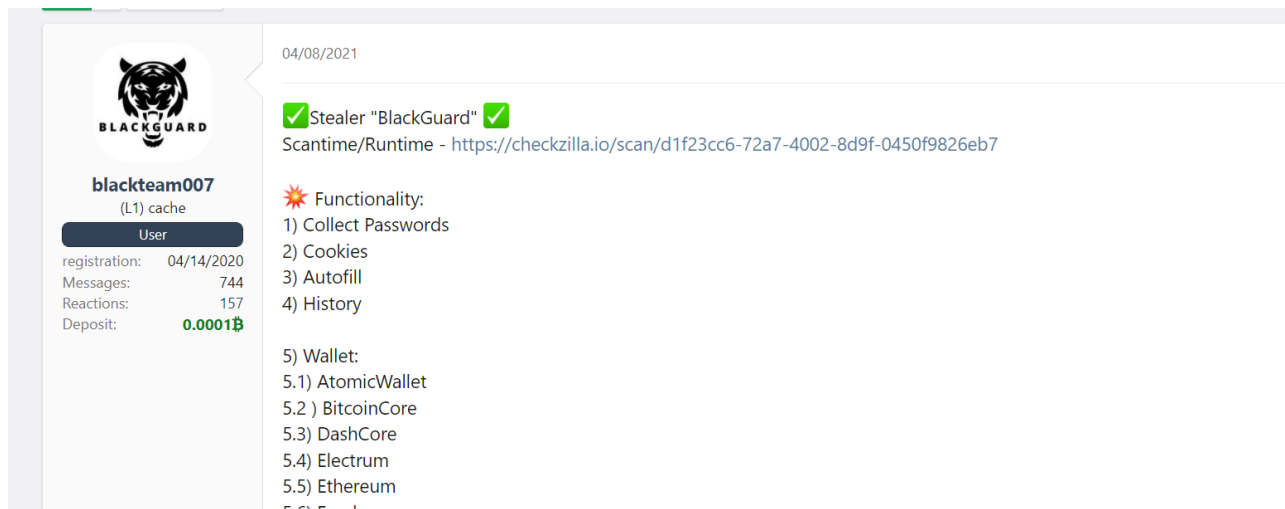 BLACKGUARD
blackteam007
(L1) cache
User
registration: 04/14/2020
Messages: 744
Reactions: 157
Deposit: 0.0001₿
04/08/2021
✅Stealer "BlackGuard" ✅
Scantime/Runtime - https://checkzilla.io/scan/d1f23cc6-72a7-4002-8d9f-0450f9826eb7
💥 Functionality:
1) Collect Passwords
2) Cookies
3) Autofill
4) History
5) Wallet:
5.1) AtomicWallet
5.2 ) BitcoinCore
5.3) DashCore
5.4) Electrum
5.5) Ethereum